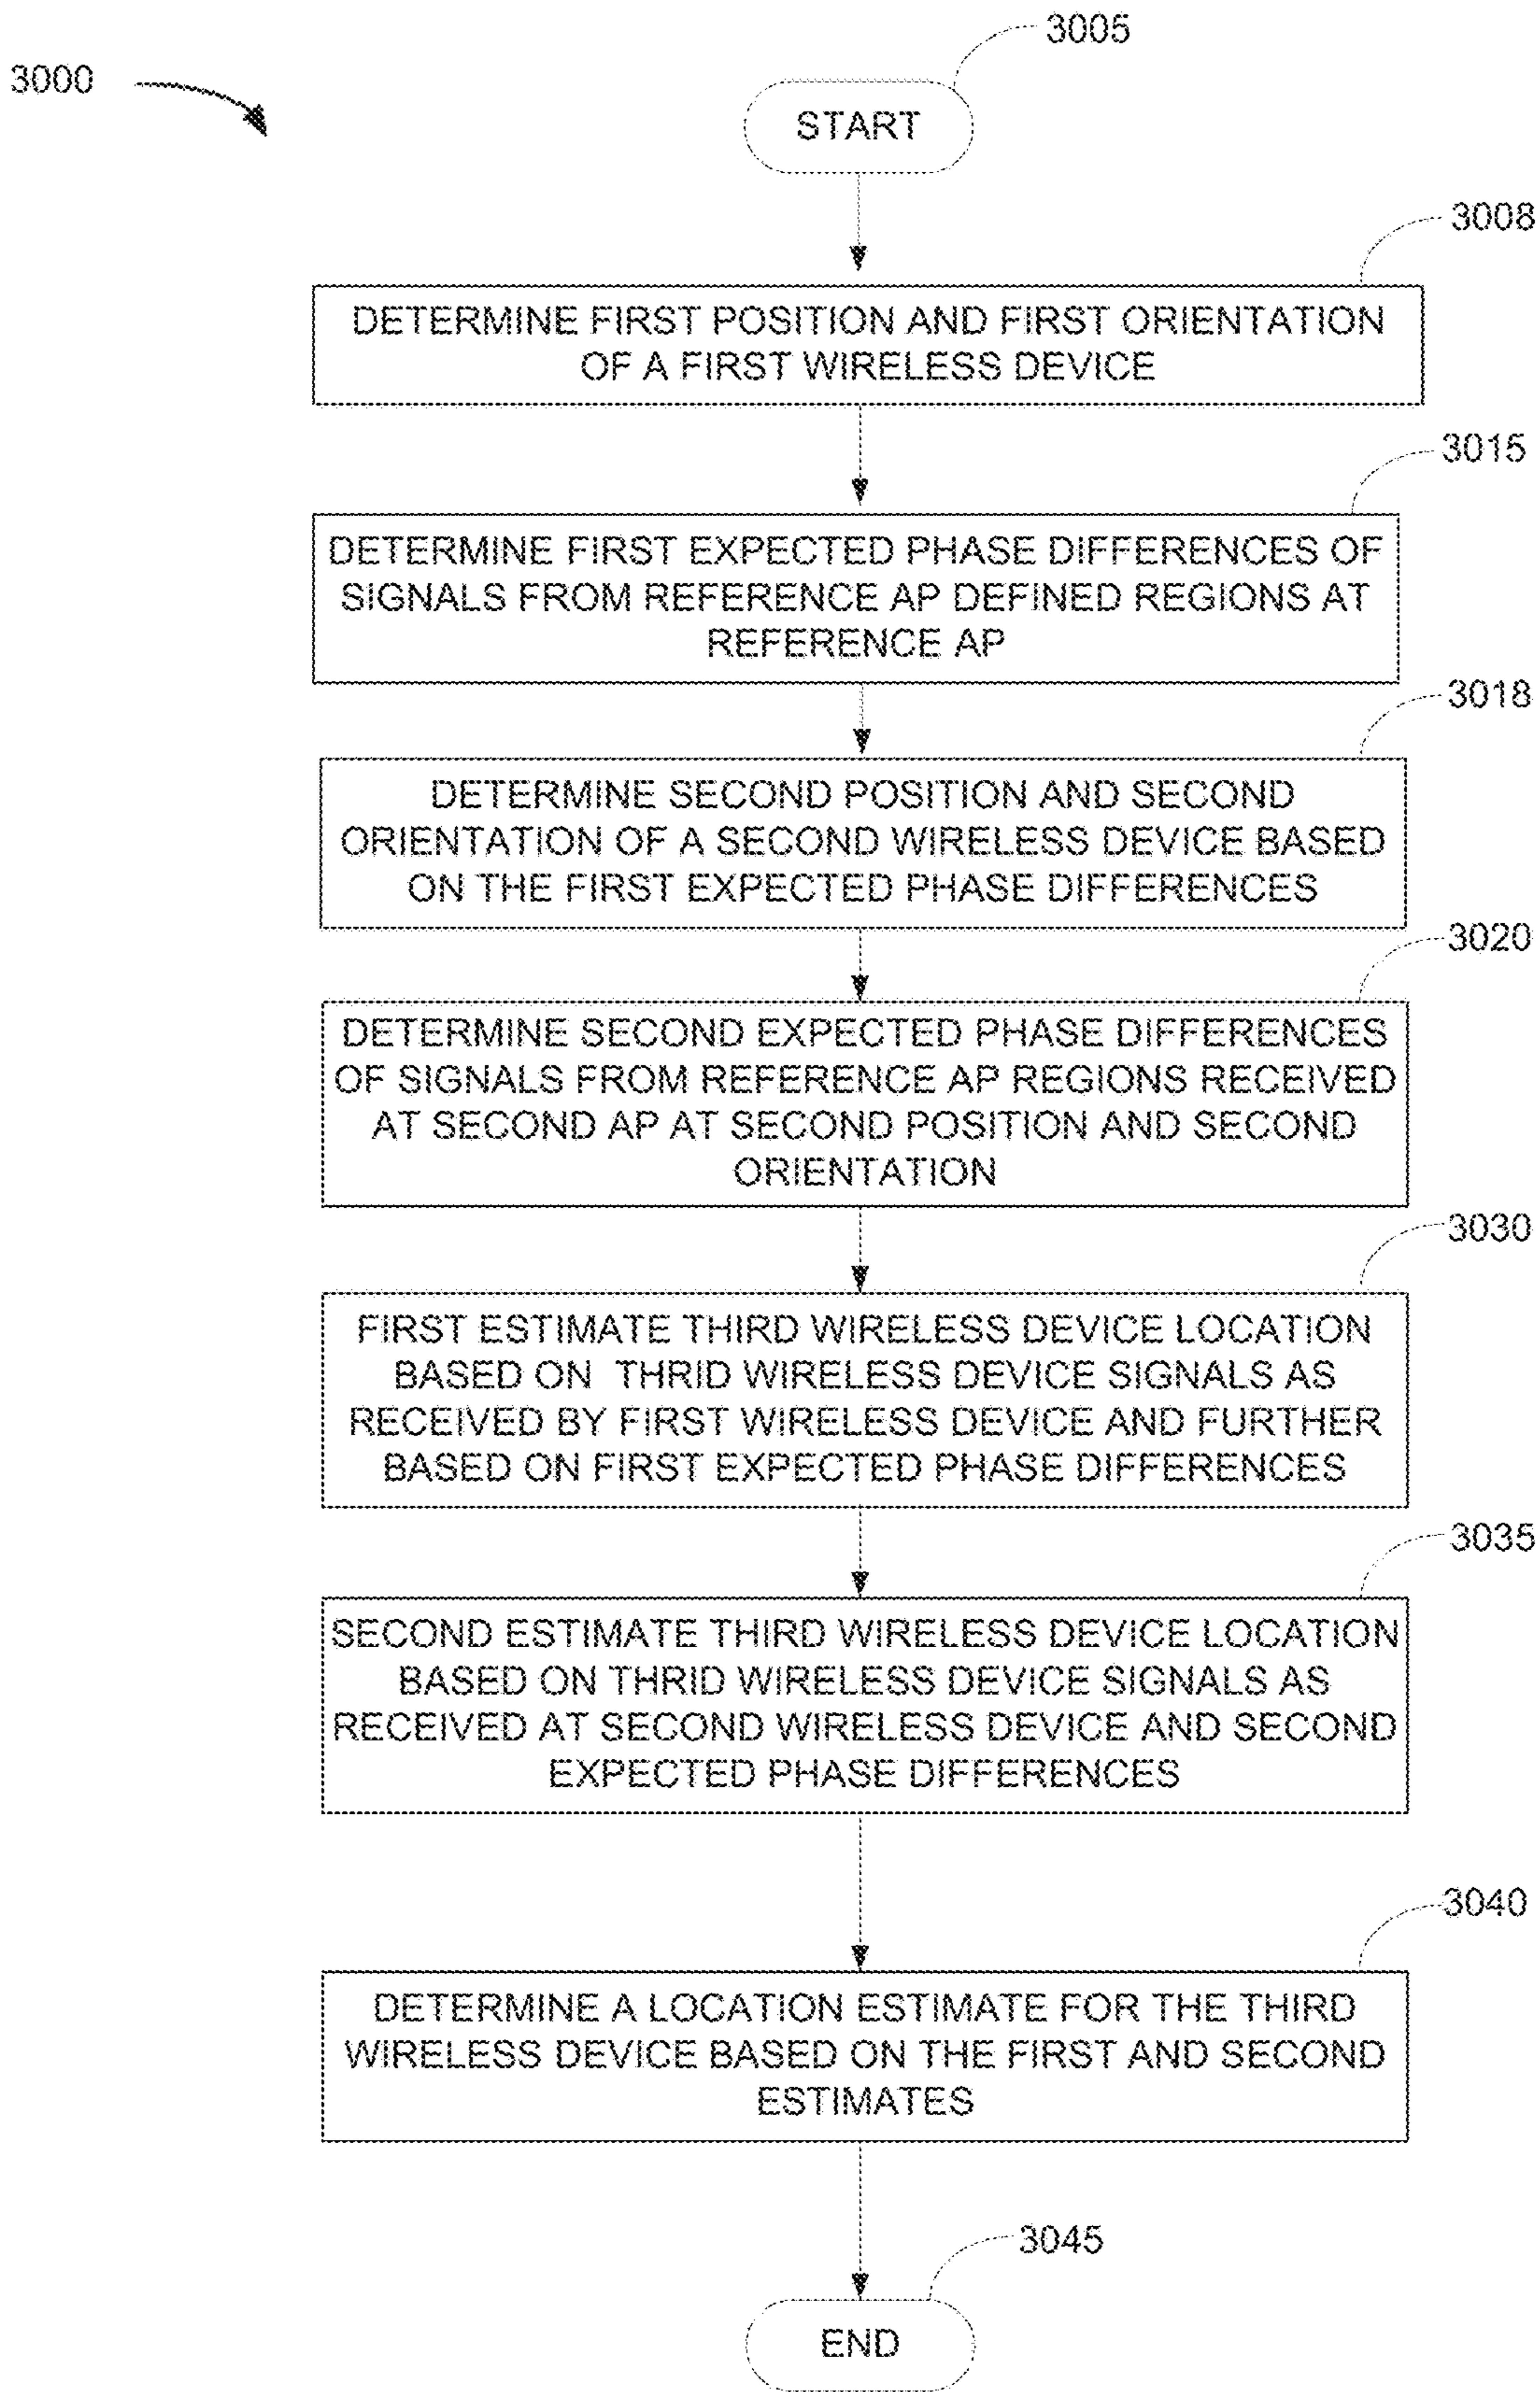 3005
3000
START
3008
DETERMINE FIRST POSITION AND FIRST ORIENTATION
OF A FIRST WIRELESS DEVICE
3015
DETERMINE FIRST EXPECTED PHASE DIFFERENCES OF
SIGNALS FROM REFERENCE AP DEFINED REGIONS AT
REFERENCE AP
3018
DETERMINE SECOND POSITION AND SECOND
ORIENTATION OF A SECOND WIRELESS DEVICE BASED
ON THE FIRST EXPECTED PHASE DIFFERENCES
3020
DETERMINE SECOND EXPECTED PHASE DIFFERENCES
OF SIGNALS FROM REFERENCE AP REGIONS RECEIVED
AT SECOND AP AT SECOND POSITION AND SECOND
ORIENTATION
3030
FIRST ESTIMATE THIRD WIRELESS DEVICE LOCATION
BASED ON THRID WIRELESS DEVICE SIGNALS AS
RECEIVED BY FIRST WIRELESS DEVICE AND FURTHER
BASED ON FIRST EXPECTED PHASE DIFFERENCES
3035
SECOND ESTIMATE THIRD WIRELESS DEVICE LOCATION
BASED ON THRID WIRELESS DEVICE SIGNALS AS
RECEIVED AT SECOND WIRELESS DEVICE AND SECOND
EXPECTED PHASE DIFFERENCES
3040
DETERMINE A LOCATION ESTIMATE FOR THE THIRD
WIRELESS DEVICE BASED ON THE FIRST AND SECOND
ESTIMATES
3045
END